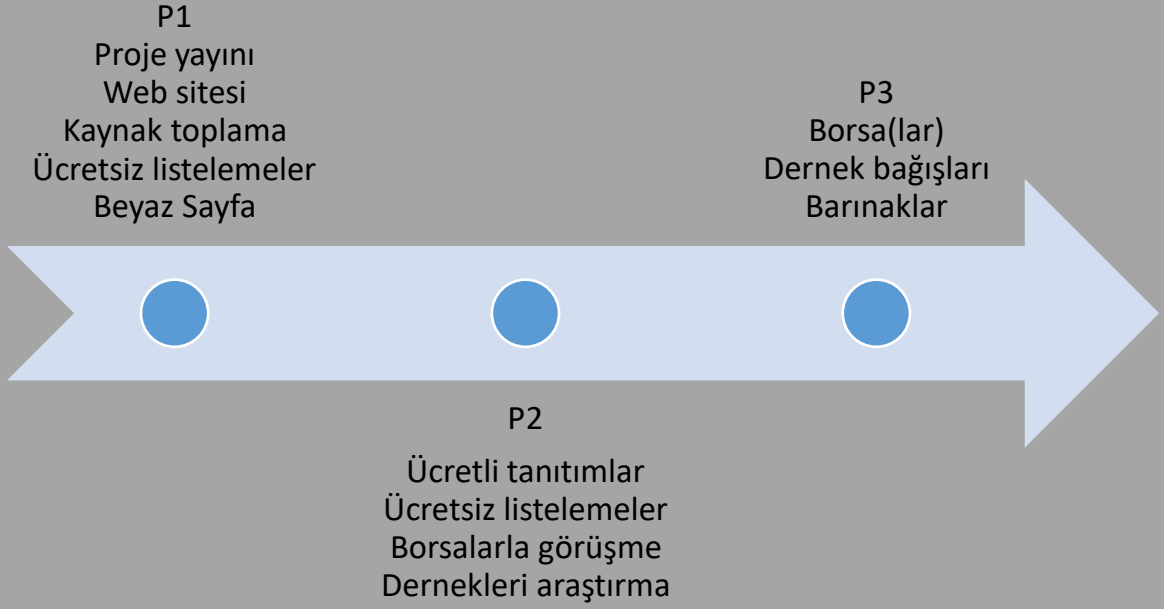 P1
Proje yayını
Web sitesi
Kaynak toplama
Ücretsiz listelemeler
Beyaz Sayfa
P2
Ücretli tanıtımlar
Ücretsiz listelemeler
Borsalarla görüşme
Dernekleri araştırma
P3
Borsa(lar)
Dernek bağışları
Barınaklar